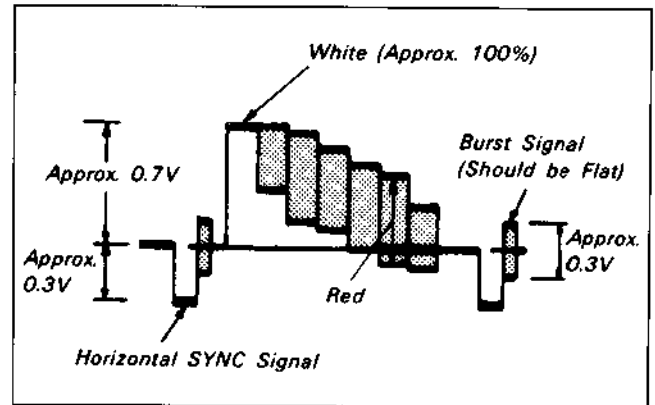 White (Approx. 100%)
Burst Signal
(Should be Flat)
Approx. 0.7V
Approx.
0.3V
Approx.
0.3V
Red
Horizontal SYNC Signal